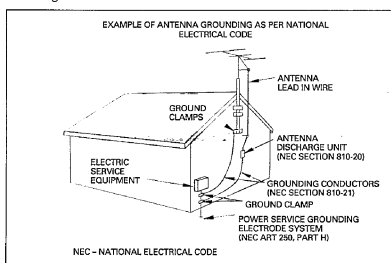 EXAMPLE OF ANTENNA GROUNDING AS PER NATIONAL
ELECTRICAL CODE
ANTENNA
LEAD IN WIRE
GROUND
CLAMPS
ANTENNA
DISCHARGE UNIT
(NEC SECTION 810-20)
ELECTRIC
SERVICE
EQUIPMENT
GROUNDING CONDUCTORS
(NEC SECTION 810-21)
GROUND CLAMP
POWER SERVICE GROUNDING
ELECTRODE SYSTEM
(NEC ART 250, PART H)
NEC – NATIONAL ELECTRICAL CODE